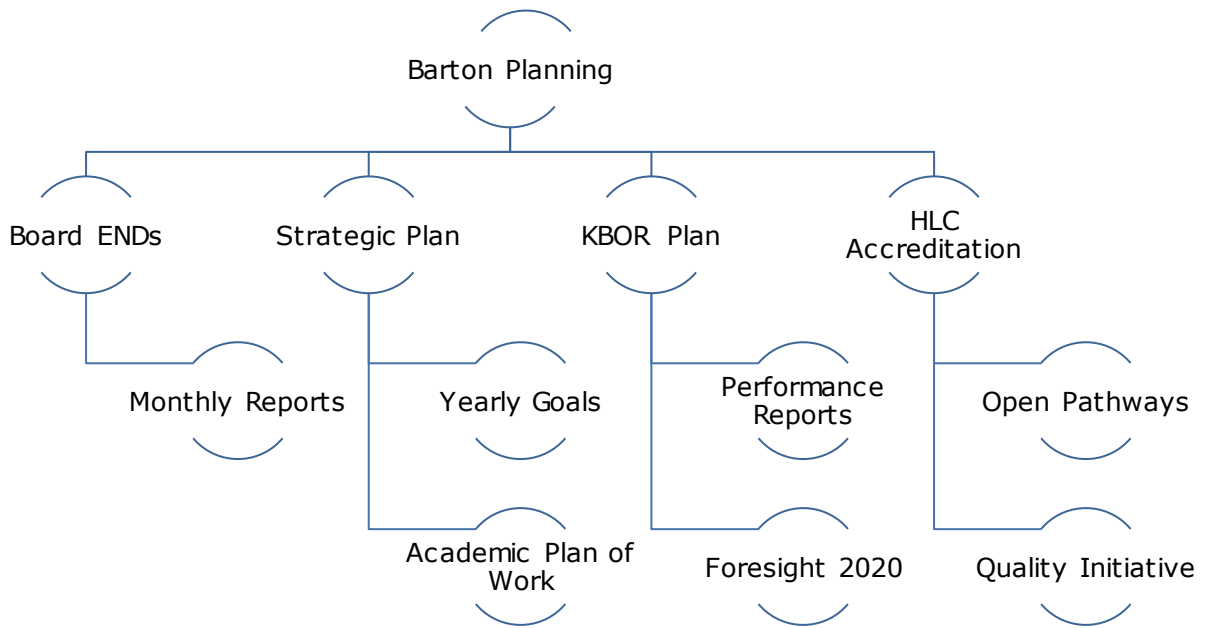 Barton Planning
Board ENDs
Strategic Plan
KBOR Plan
HLC
Accreditation
Monthly Reports
Yearly Goals
Performance
Reports
Open Pathways
Academic Plan of
Work
Foresight 2020
Quality Initiative